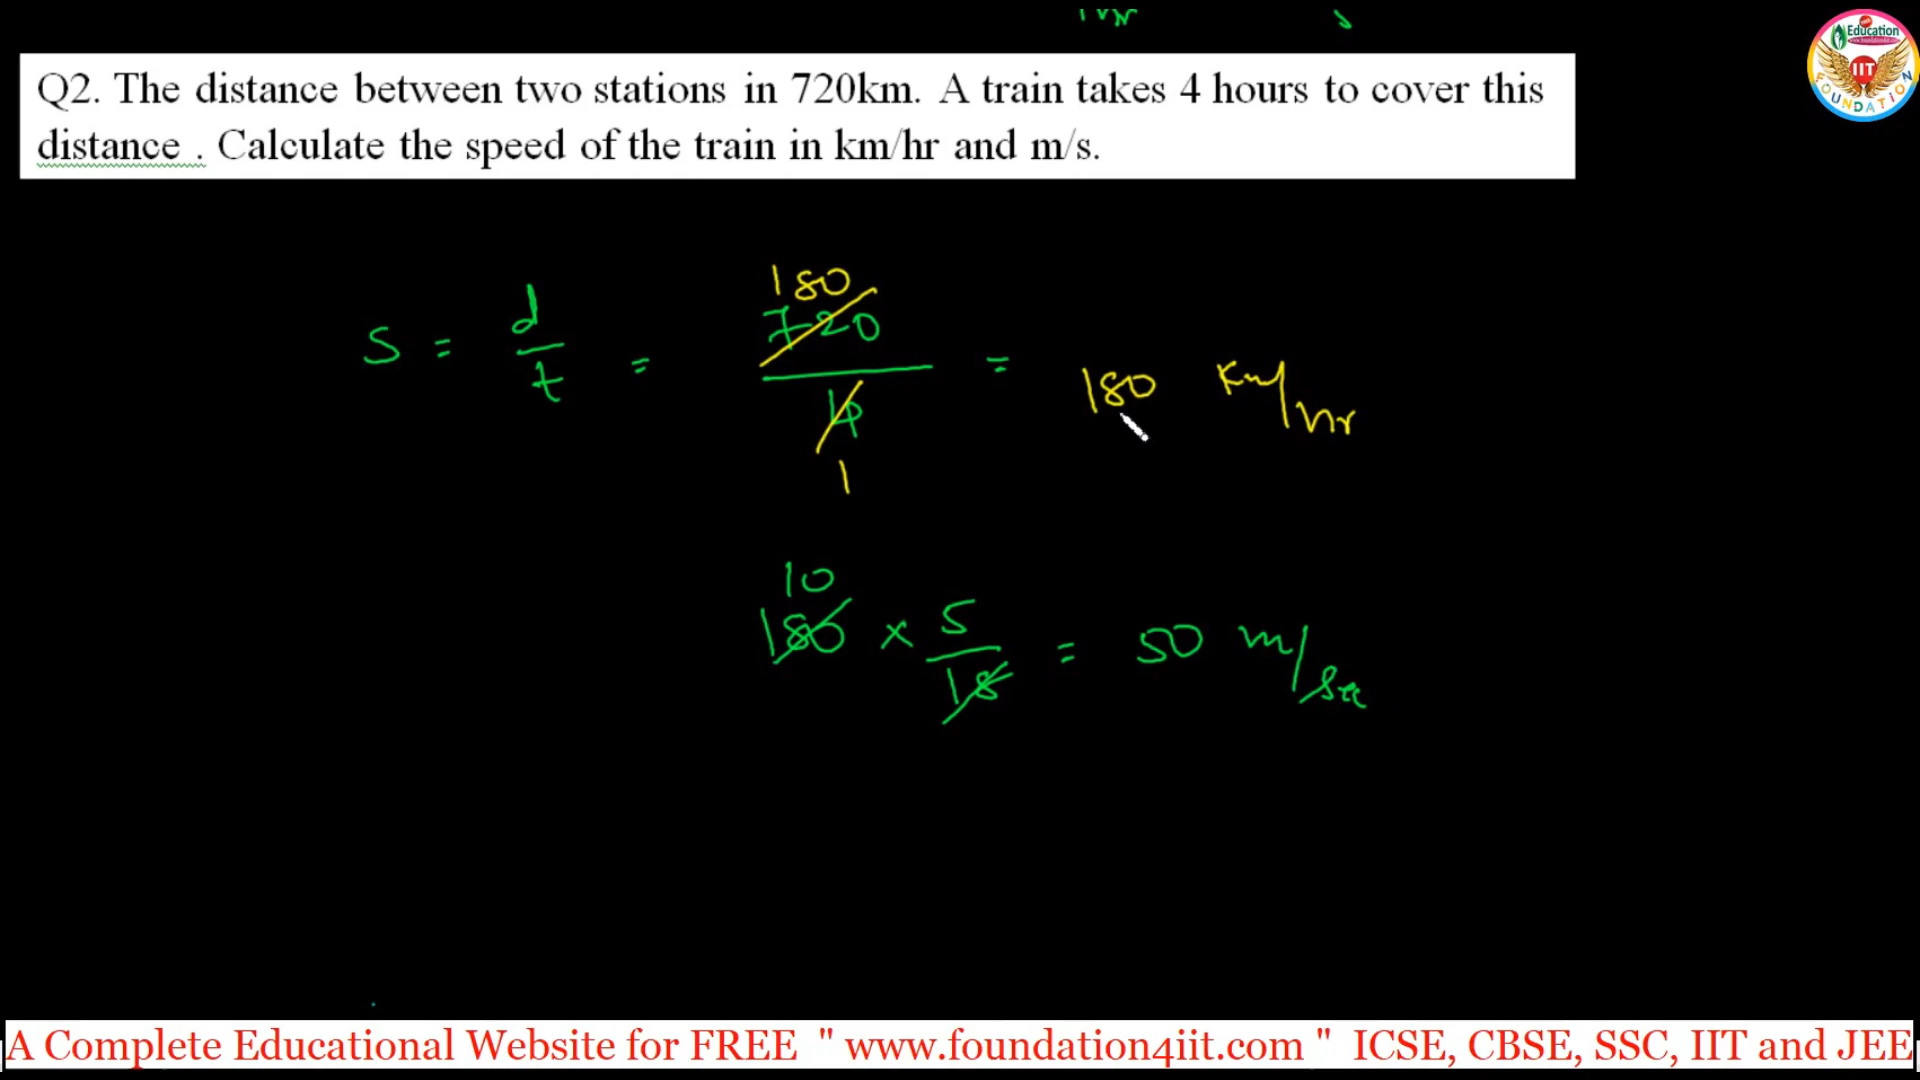 Education
IIT
FOUNDATION
Q2. The distance between two stations in 720km. A train takes 4 hours to cover this
distance . Calculate the speed of the train in km/hr and m/s.
S = d/t = 720/4 = 180 Km/hr
180
1
10
180 x 5/18 = 50 m/sec
A Complete Educational Website for FREE " www.foundation4iit.com " ICSE, CBSE, SSC, IIT and JEE